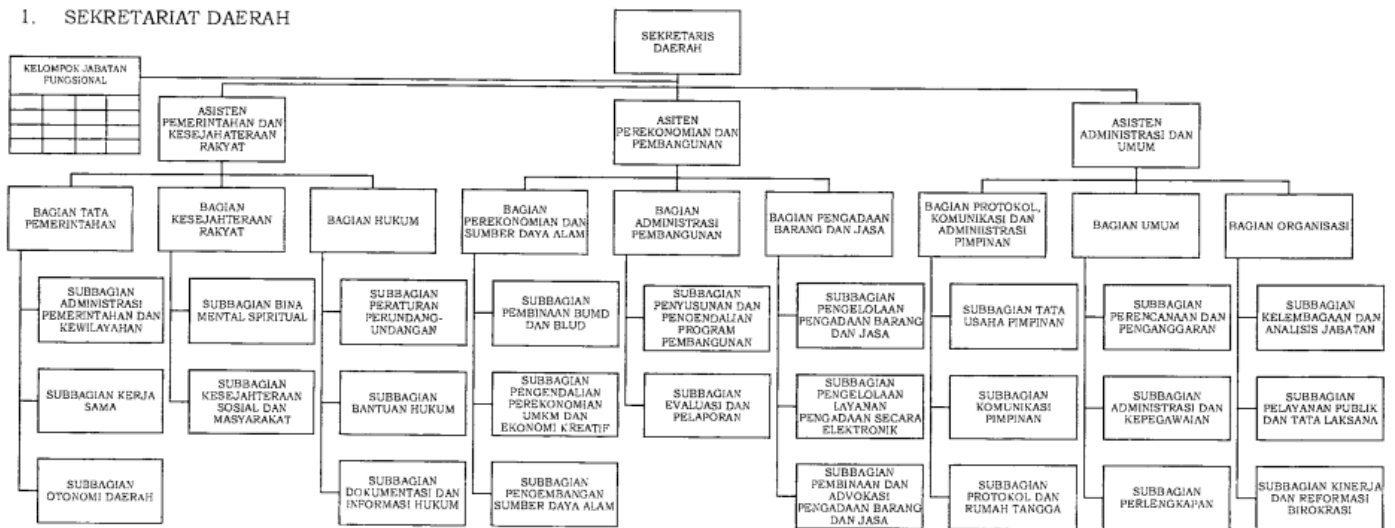 1. SEKRETARIAT DAERAH
SEKRETARIS
DAERAH
KELOMPOK JABATAN
FUNGSIONAL
ASISTEN
PEMERINTAHAN DAN
KESEJAHATERAAN
RAKYAT
ASITEN
PEREKONOMIAN DAN
PEMBANGUNAN
ASISTEN
ADMINISTRASI DAN
UMUM
BAGIAN TATA
PEMERINTAHAN
BAGIAN
KESEJAHTERAAN
RAKYAT
BAGIAN HUKUM
BAGIAN
PEREKONOMIAN DAN
SUMBER DAYA ALAM
BAGIAN
ADMINISTRASI
PEMBANGUNAN
BAGIAN PENGADAAN
BARANG DAN JASA
BAGIAN PROTOKOL,
KOMUNIKASI DAN
ADMINIISTRASI
PIMPINAN
BAGIAN UMUM
BAGIAN ORGANISASI
SUBBAGIAN
ADMINISTRASI
PEMERINTAHAN DAN
KEWILAYAHAN
SUBBAGIAN BINA
MENTAL SPIRITUAL
SUBBAGIAN
PERATURAN
PERUNDANG-
UNDANGAN
SUBBAGIAN
PEMBINAAN BUMD
DAN BLUD
SUBBAGIAN
PENYUSUNAN DAN
PENGENDALIAN
PROGRAM
PEMBANGUNAN
SUBBAGIAN
PENGELOLAAN
PENGADAAN BARANG
DAN JASA
SUBBAGIAN TATA
USAHA PIMPINAN
SUBBAGIAN
PERENCANAAN DAN
PENGANGGARAN
SUBBAGIAN
KELEMBAGAAN DAN
ANALISIS JABATAN
SUBBAGIAN KERJA
SAMA
SUBBAGIAN
KESEJAHTERAAN
SOSIAL DAN
MASYARAKAT
SUBBAGIAN
BANTUAN HUKUM
SUBBAGIAN
PENGENDALIAN
PEREKONOMIAN
UMKM DAN
EKONOMI KREATIF
SUBBAGIAN
EVALUASI DAN
PELAPORAN
SUBBAGIAN
PENGELOLAAN
LAYANAN
PENGADAAN SECARA
ELEKTRONIK
SUBBAGIAN
KOMUNIKASI
PIMPINAN
SUBBAGIAN
ADMINISTRASI DAN
KEPEGAWAIAN
SUBBAGIAN
PELAYANAN PUBLIK
DAN TATA LAKSANA
SUBBAGIAN
OTONOMI DAERAH
SUBBAGIAN
DOKUMENTASI DAN
INFORMASI HUKUM
SUBBAGIAN
PENGEMBANGAN
SUMBER DAYA ALAM
SUBBAGIAN
PEMBINAAN DAN
ADVOKASI
PENGADAAN BARANG
DAN JASA
SUBBAGIAN
PROTOKOL DAN
RUMAH TANGGA
SUBBAGIAN
PERLENGKAPAN
SUBBAGIAN KINERJA
DAN REFORMASI
BIROKRASI